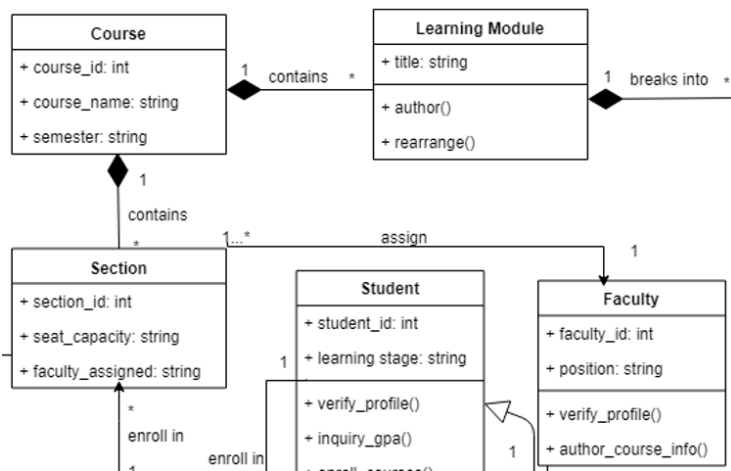 Course
+ course_id: int
+ course_name: string
+ semester: string
1 contains *
Learning Module
+ title: string
+ author()
+ rearrange()
1 breaks into *
1
contains
*
1...* assign 1
Section
+ section_id: int
+ seat_capacity: string
+ faculty_assigned: string
*
enroll in
1
Student
+ student_id: int
+ learning stage: string
+ verify_profile()
+ inquiry_gpa()
+ enroll_courses()
1
enroll in
1
Faculty
+ faculty_id: int
+ position: string
+ verify_profile()
+ author_course_info()